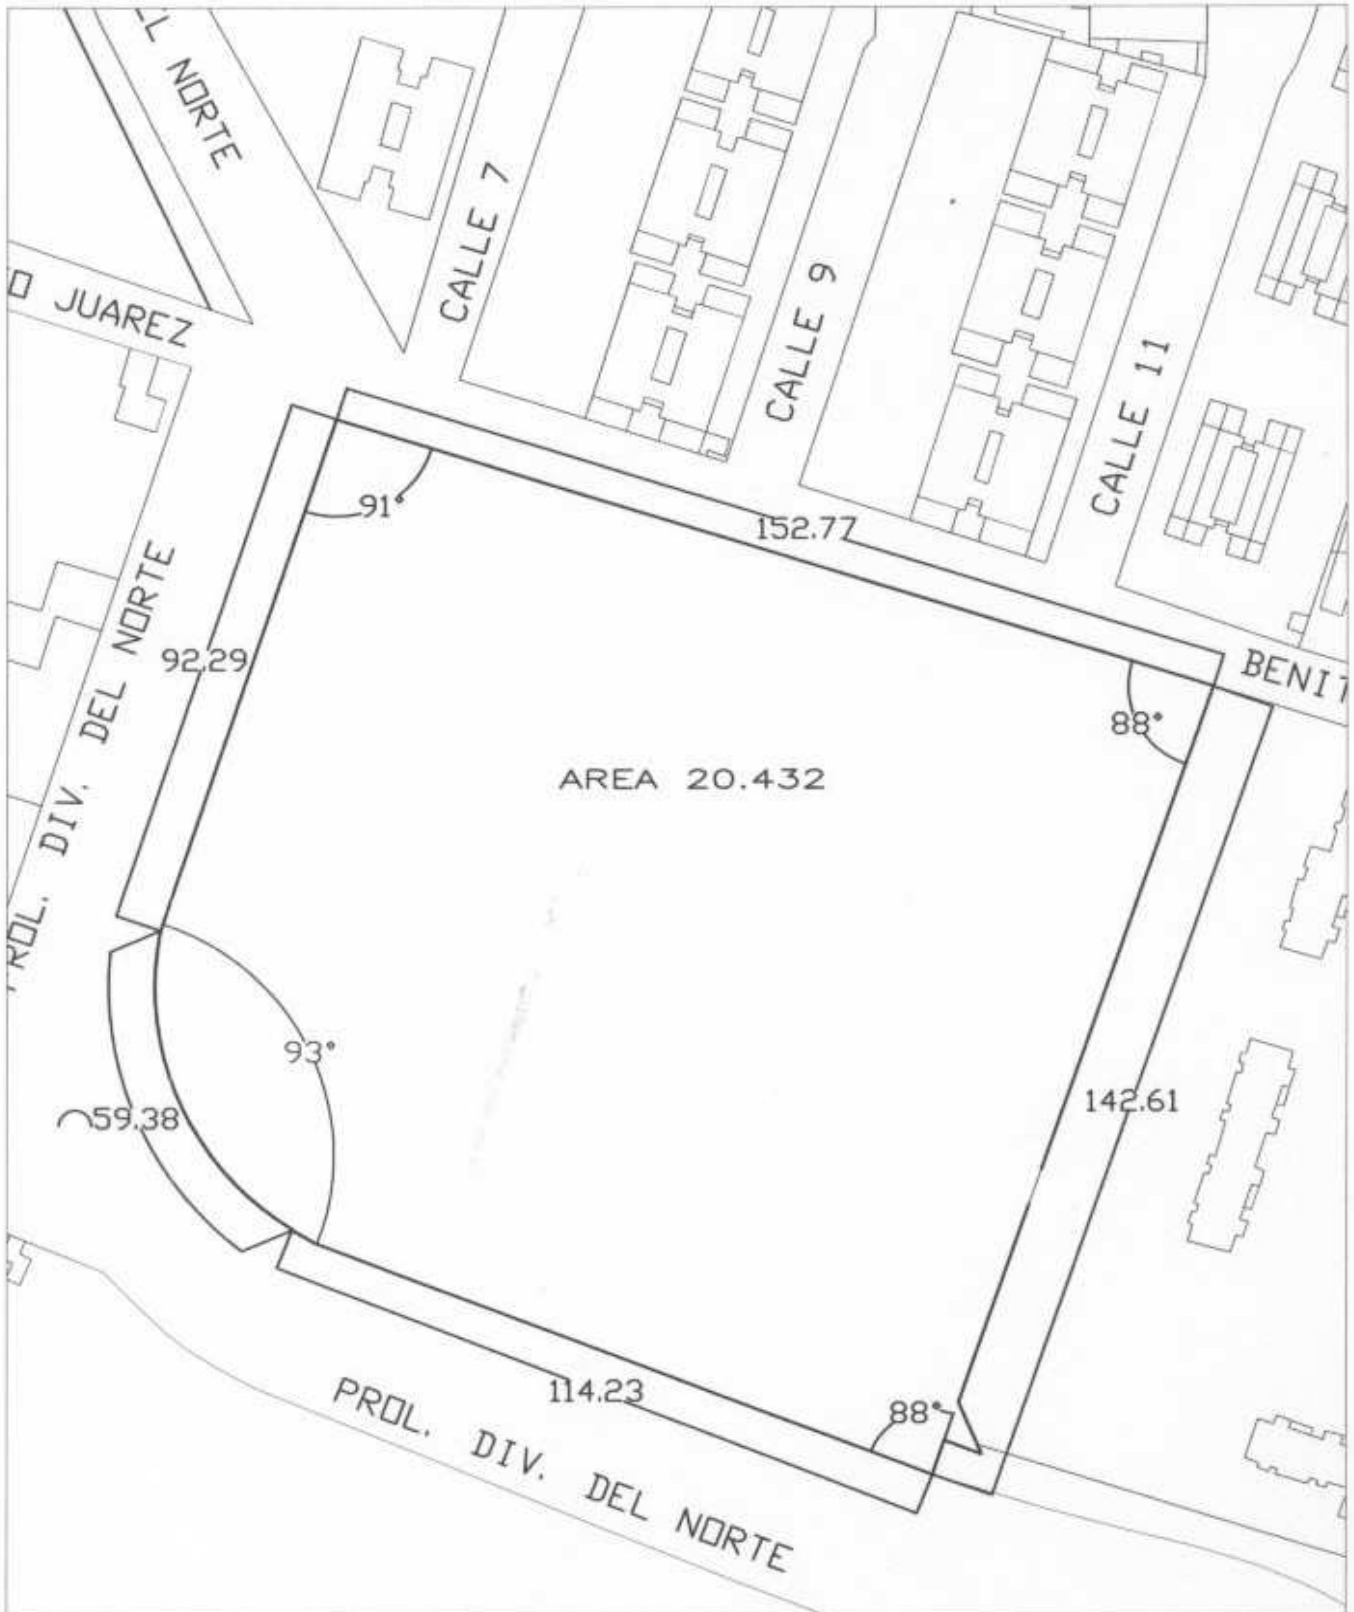 EL NORTE
CALLE 7
CALLE 9
CALLE 11
O JUAREZ
91°
152.77
92.29
BENIT
88°
AREA 20.432
PROL. DIV. DEL NORTE
93°
59.38
142.61
114.23
88°
PROL. DIV. DEL NORTE